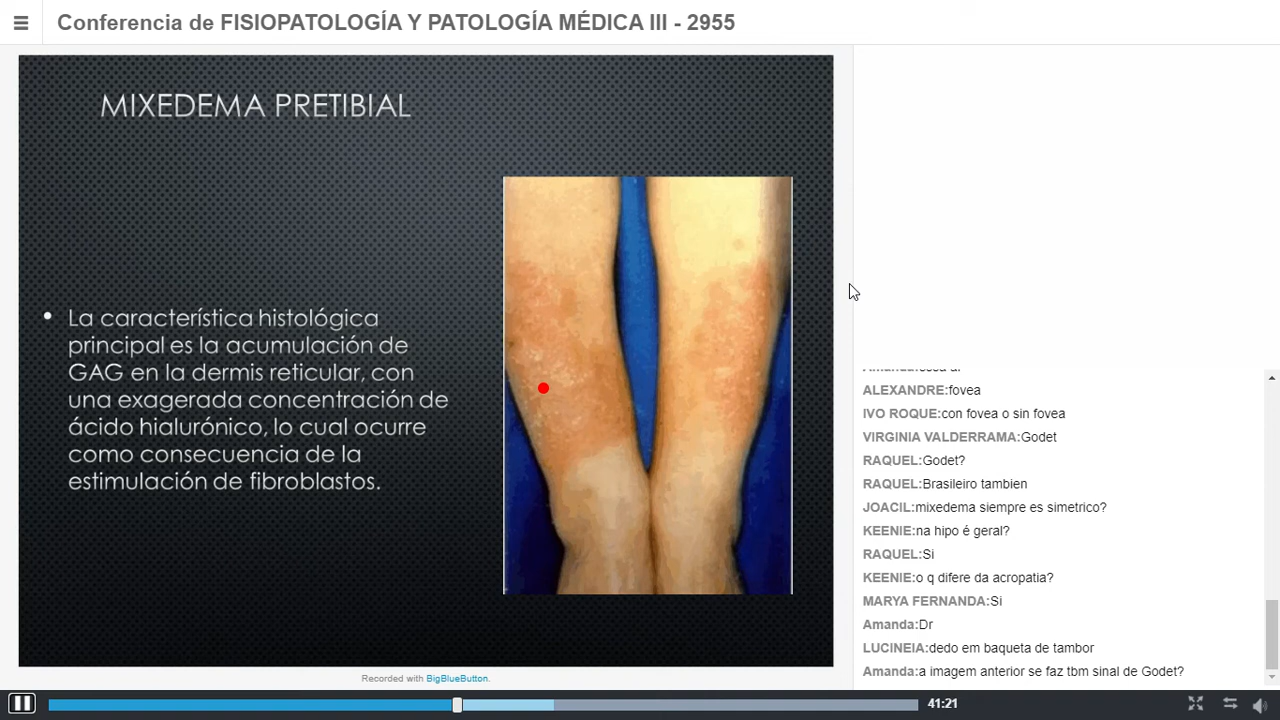 Conferencia de FISIOPATOLOGÍA Y PATOLOGÍA MÉDICA III - 2955
MIXEDEMA PRETIBIAL
• La característica histológica
principal es la acumulación de
GAG en la dermis reticular, con
una exagerada concentración de
ácido hialurónico, lo cual ocurre
como consecuencia de la
estimulación de fibroblastos.
Recorded with BigBlueButton.
ALEXANDRE:fovea
IVO ROQUE:con fovea o sin fovea
VIRGINIA VALDERRAMA:Godet
RAQUEL:Godet?
RAQUEL:Brasileiro tambien
JOACIL:mixedema siempre es simetrico?
KEENIE:na hipo é geral?
RAQUEL:Si
KEENIE:o q difere da acropatia?
MARYA FERNANDA:Si
Amanda:Dr
LUCINEIA:dedo em baqueta de tambor
Amanda:a imagem anterior se faz tbm sinal de Godet?
41:21